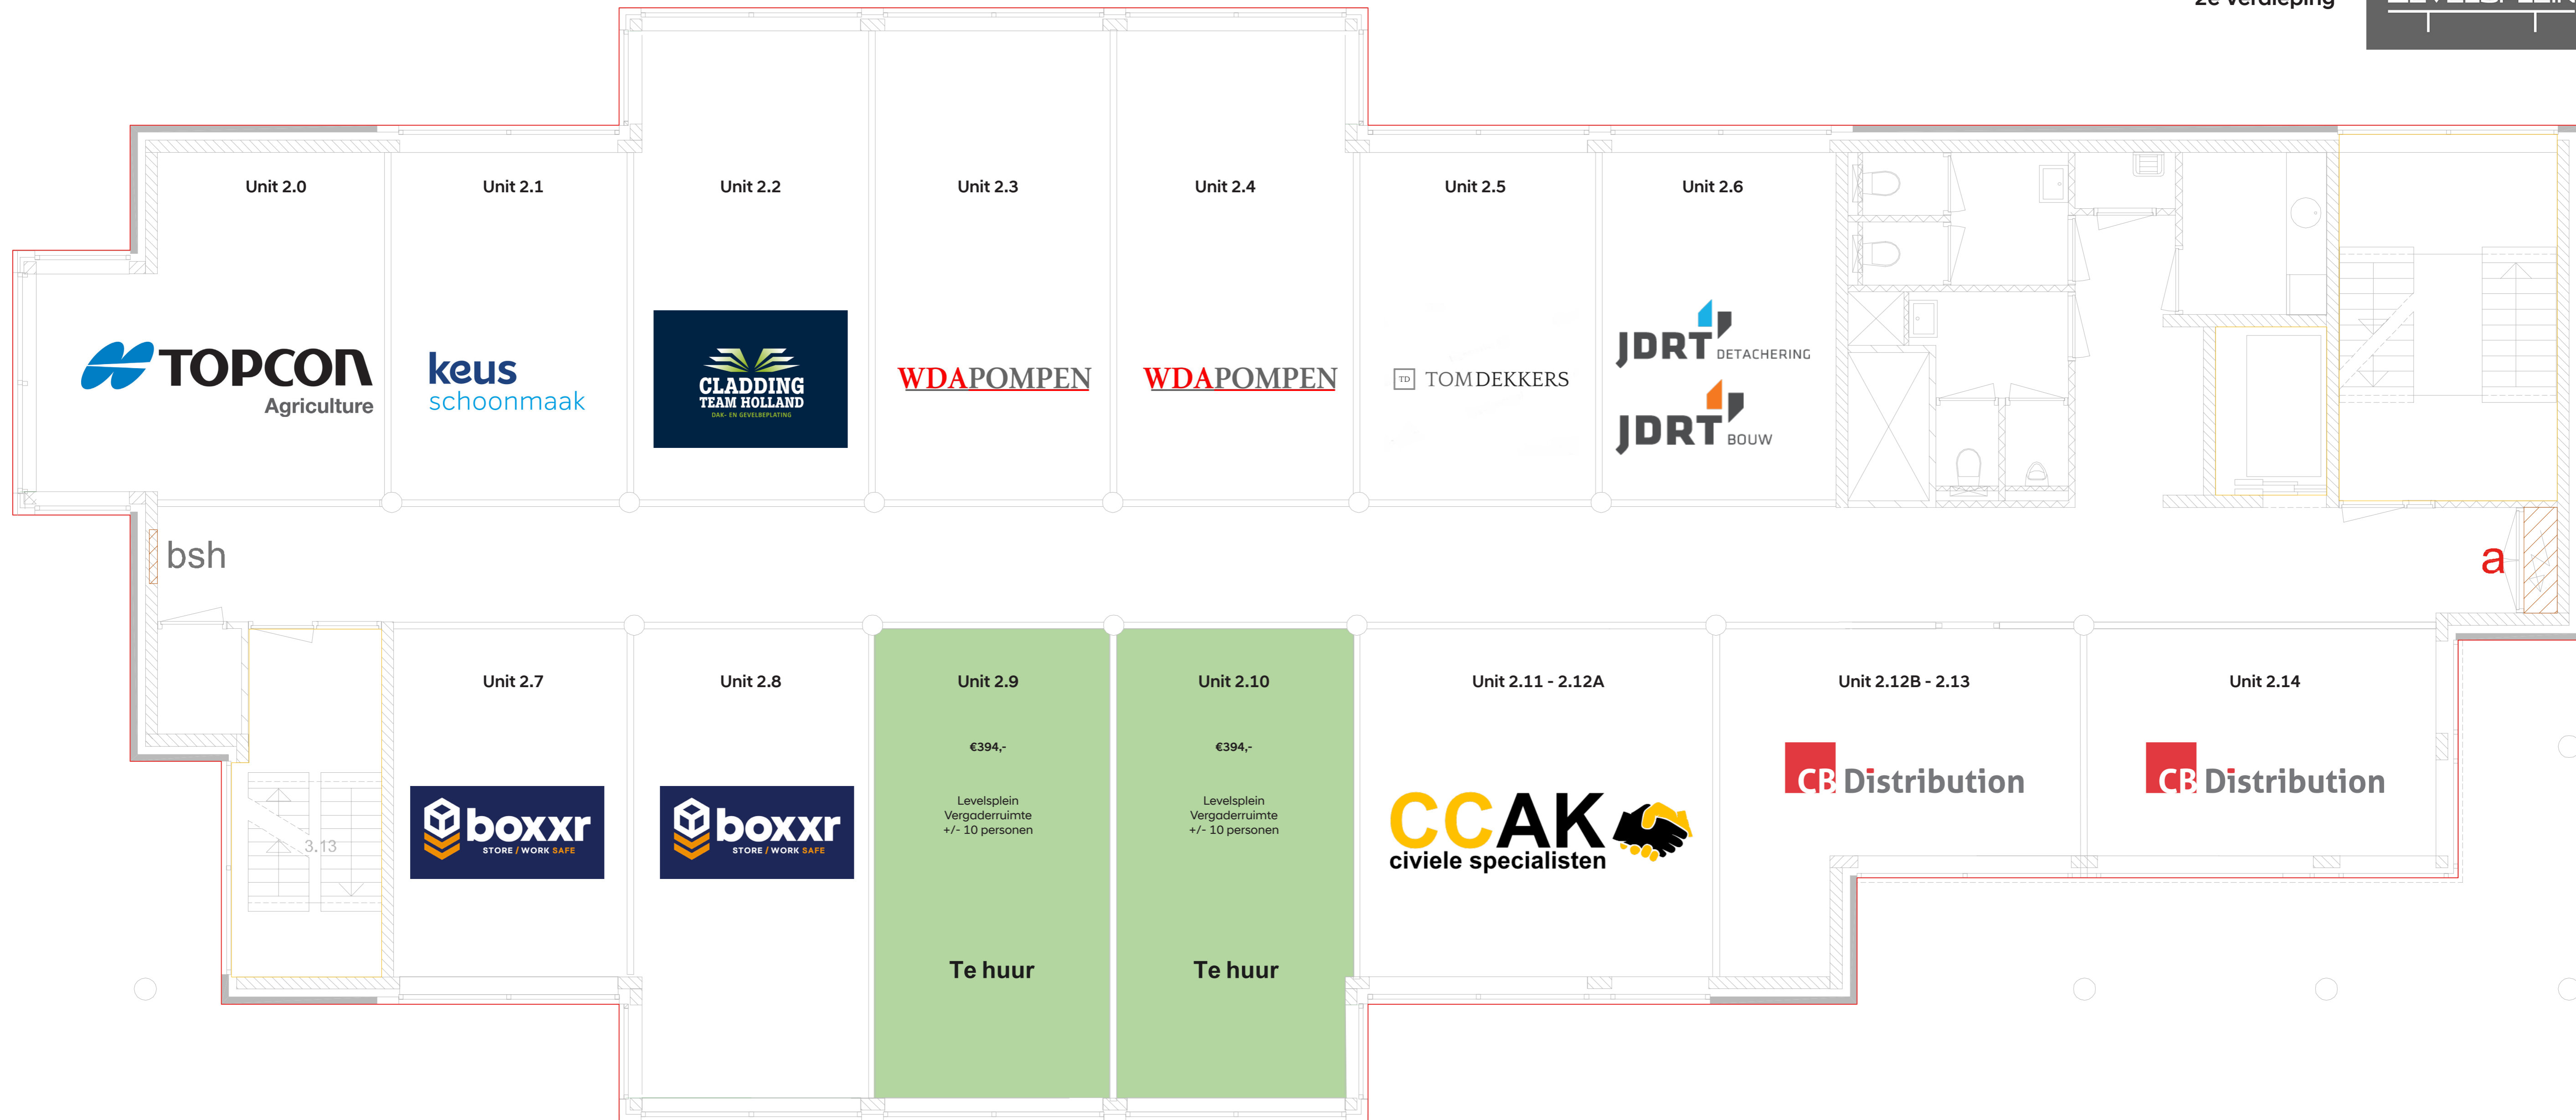 2e verdieping
LEVELSPLEIN
Unit 2.0
Unit 2.1
Unit 2.2
Unit 2.3
Unit 2.4
Unit 2.5
Unit 2.6
TOPCON
Agriculture
keus
schoonmaak
CLADDING
TEAM HOLLAND
DAK- EN GEVELBEPLATING
WDAPOMPEN
WDAPOMPEN
TD TOMDEKKERS
JDRT DETACHERING
JDRT BOUW
bsh
a
Unit 2.7
Unit 2.8
Unit 2.9
Unit 2.10
Unit 2.11 - 2.12A
Unit 2.12B - 2.13
Unit 2.14
3.13
boxxr
STORE / WORK SAFE
boxxr
STORE / WORK SAFE
€394,-
Levelsplein
Vergaderruimte
+/- 10 personen
Te huur
€394,-
Levelsplein
Vergaderruimte
+/- 10 personen
Te huur
CCAK
civiele specialisten
CB Distribution
CB Distribution